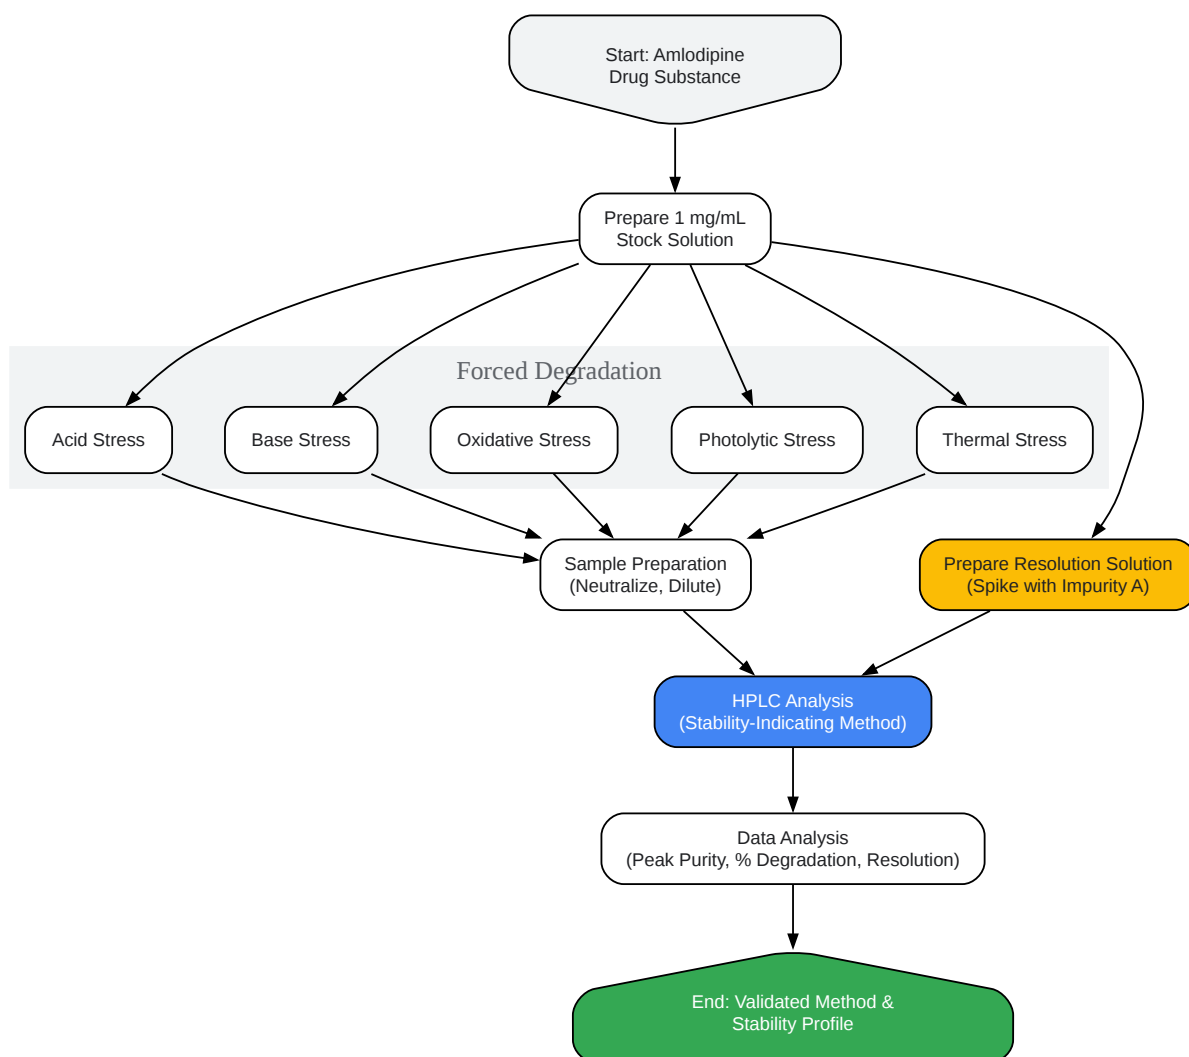 Start: Amlodipine
Drug Substance
Prepare 1 mg/mL
Stock Solution
Forced Degradation
Acid Stress
Base Stress
Oxidative Stress
Photolytic Stress
Thermal Stress
Sample Preparation
(Neutralize, Dilute)
Prepare Resolution Solution
(Spike with Impurity A)
HPLC Analysis
(Stability-Indicating Method)
Data Analysis
(Peak Purity, % Degradation, Resolution)
End: Validated Method &
Stability Profile